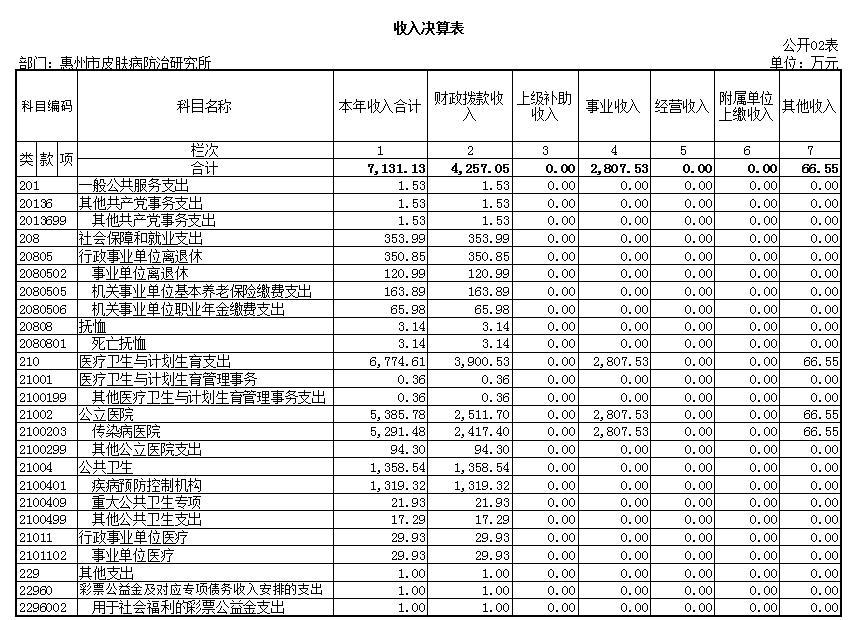 收入决算表
公开02表
部门：惠州市皮肤病防治研究所 单位：万元
科目编码 科目名称 本年收入合计 财政拨款收入 上级补助收入 事业收入 经营收入 附属单位上缴收入 其他收入
类 款 项 栏次 1 2 3 4 5 6 7
合计 7,131.13 4,257.05 0.00 2,807.53 0.00 0.00 66.55
201 一般公共服务支出 1.53 1.53 0.00 0.00 0.00 0.00 0.00
20136 其他共产党事务支出 1.53 1.53 0.00 0.00 0.00 0.00 0.00
2013699 其他共产党事务支出 1.53 1.53 0.00 0.00 0.00 0.00 0.00
208 社会保障和就业支出 353.99 353.99 0.00 0.00 0.00 0.00 0.00
20805 行政事业单位离退休 350.85 350.85 0.00 0.00 0.00 0.00 0.00
2080502 事业单位离退休 120.99 120.99 0.00 0.00 0.00 0.00 0.00
2080505 机关事业单位基本养老保险缴费支出 163.89 163.89 0.00 0.00 0.00 0.00 0.00
2080506 机关事业单位职业年金缴费支出 65.98 65.98 0.00 0.00 0.00 0.00 0.00
20808 抚恤 3.14 3.14 0.00 0.00 0.00 0.00 0.00
2080801 死亡抚恤 3.14 3.14 0.00 0.00 0.00 0.00 0.00
210 医疗卫生与计划生育支出 6,774.61 3,900.53 0.00 2,807.53 0.00 0.00 66.55
21001 医疗卫生与计划生育管理事务 0.36 0.36 0.00 0.00 0.00 0.00 0.00
2100199 其他医疗卫生与计划生育管理事务支出 0.36 0.36 0.00 0.00 0.00 0.00 0.00
21002 公立医院 5,385.78 2,511.70 0.00 2,807.53 0.00 0.00 66.55
2100203 传染病医院 5,291.48 2,417.40 0.00 2,807.53 0.00 0.00 66.55
2100299 其他公立医院支出 94.30 94.30 0.00 0.00 0.00 0.00 0.00
21004 公共卫生 1,358.54 1,358.54 0.00 0.00 0.00 0.00 0.00
2100401 疾病预防控制机构 1,319.32 1,319.32 0.00 0.00 0.00 0.00 0.00
2100409 重大公共卫生专项 21.93 21.93 0.00 0.00 0.00 0.00 0.00
2100499 其他公共卫生支出 17.29 17.29 0.00 0.00 0.00 0.00 0.00
21011 行政事业单位医疗 29.93 29.93 0.00 0.00 0.00 0.00 0.00
2101102 事业单位医疗 29.93 29.93 0.00 0.00 0.00 0.00 0.00
229 其他支出 1.00 1.00 0.00 0.00 0.00 0.00 0.00
22960 彩票公益金及对应专项债务收入安排的支出 1.00 1.00 0.00 0.00 0.00 0.00 0.00
2296002 用于社会福利的彩票公益金支出 1.00 1.00 0.00 0.00 0.00 0.00 0.00